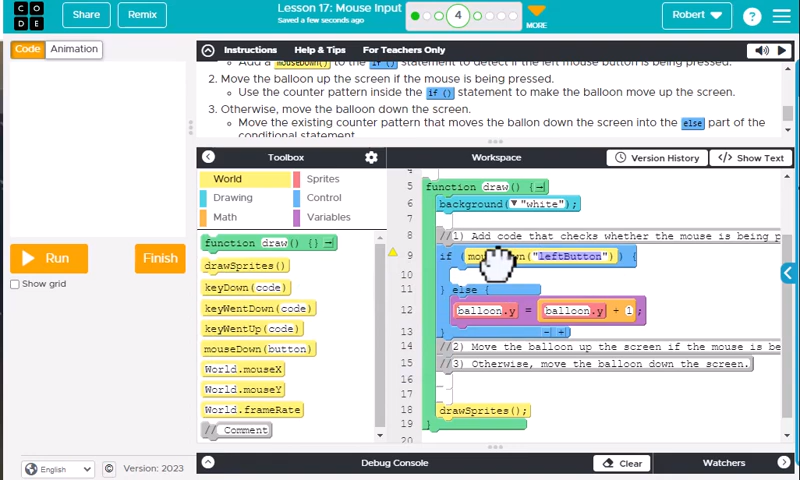 C O
D E
Share
Remix
Lesson 17: Mouse Input
Saved a few seconds ago
4
MORE
Robert
?
Code
Animation
Instructions
Help & Tips
For Teachers Only
Add a mouseDown() to the if () statement to detect if the left mouse button is being pressed.
2. Move the balloon up the screen if the mouse is being pressed.
Use the counter pattern inside the if () statement to make the balloon move up the screen.
3. Otherwise, move the balloon down the screen.
Move the existing counter pattern that moves the ballon down the screen into the else part of the
conditional statement.
Toolbox
Workspace
Version History
</> Show Text
World
Sprites
Drawing
Control
Math
Variables
function draw() {}
drawSprites()
keyDown(code)
keyWentDown(code)
keyWentUp(code)
mouseDown(button)
World.mouseX
World.mouseY
World.frameRate
// Comment
Run
Finish
Show grid
4
5 function draw() {
6 background("white");
7
8 //1) Add code that checks whether the mouse is being p
9 if ( ("leftButton") ) {
10
11 } else {
12 balloon.y = balloon.y + 1;
13 }
14 //2) Move the balloon up the screen if the mouse is be
15 //3) Otherwise, move the balloon down the screen.
16
17
18 drawSprites();
19 }
20
English
©
Version: 2023
Debug Console
Clear
Watchers